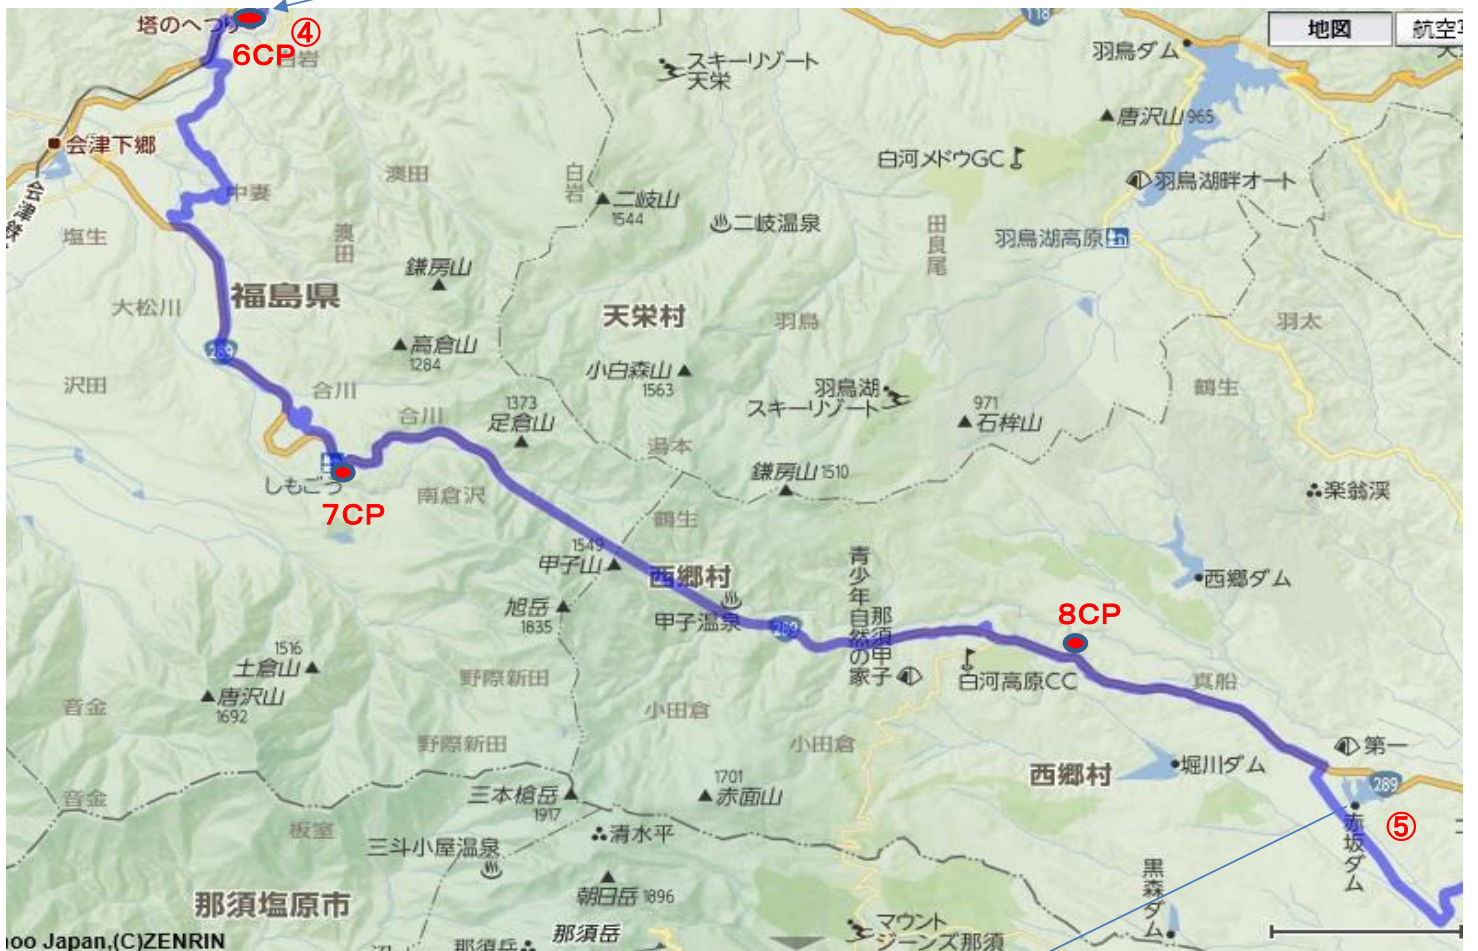 塔のへつり
④
6CP
白岩
118
地図
航空写
羽鳥ダム
スキーリゾート
天栄
唐沢山 965
会津下郷
白河メドウGC
羽鳥湖畔オート
会津鉄
中妻
澳田
白岩
二岐山
1544
二岐温泉
田良尾
羽鳥湖高原
塩生
澳田
鎌房山
大松川
福島県
天栄村
羽鳥
羽太
高倉山
1284
289
小白森山
1563
沢田
合川
合川
1373
足倉山
羽鳥湖
スキーリゾート
971
石桙山
鶴生
湯本
鎌房山 1510
しもごう
南倉沢
7CP
楽翁渓
鶴生
1549
甲子山
西郷村
西郷ダム
旭岳
1835
甲子温泉
289
青少年自然の家
那須甲子
8CP
1516
土倉山
唐沢山
1692
音金
野際新田
白河高原CC
真船
小田倉
小田倉
野際新田
西郷村
堀川ダム
第一
289
音金
三本槍岳
1917
1701
赤面山
赤坂ダム
⑤
板室
三斗小屋温泉
清水平
朝日岳 1896
黒森ダム
那須塩原市
那須岳
那須岳
マウント
ジーンズ那須
oo Japan,(C)ZENRIN